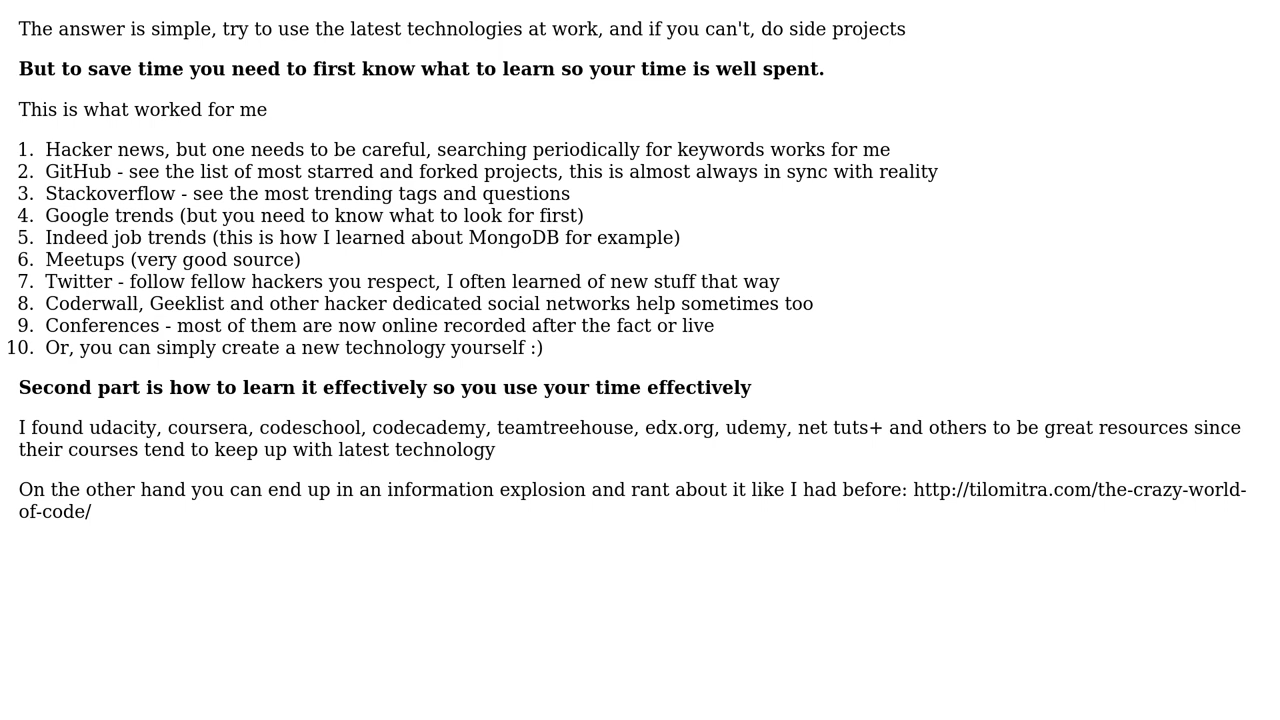 The answer is simple, try to use the latest technologies at work, and if you can't, do side projects
But to save time you need to first know what to learn so your time is well spent.
This is what worked for me
1. Hacker news, but one needs to be careful, searching periodically for keywords works for me
2. GitHub - see the list of most starred and forked projects, this is almost always in sync with reality
3. Stackoverflow - see the most trending tags and questions
4. Google trends (but you need to know what to look for first)
5. Indeed job trends (this is how I learned about MongoDB for example)
6. Meetups (very good source)
7. Twitter - follow fellow hackers you respect, I often learned of new stuff that way
8. Coderwall, Geeklist and other hacker dedicated social networks help sometimes too
9. Conferences - most of them are now online recorded after the fact or live
10. Or, you can simply create a new technology yourself :)
Second part is how to learn it effectively so you use your time effectively
I found udacity, coursera, codeschool, codecademy, teamtreehouse, edx.org, udemy, net tuts+ and others to be great resources since
their courses tend to keep up with latest technology
On the other hand you can end up in an information explosion and rant about it like I had before: http://tilomitra.com/the-crazy-world-
of-code/